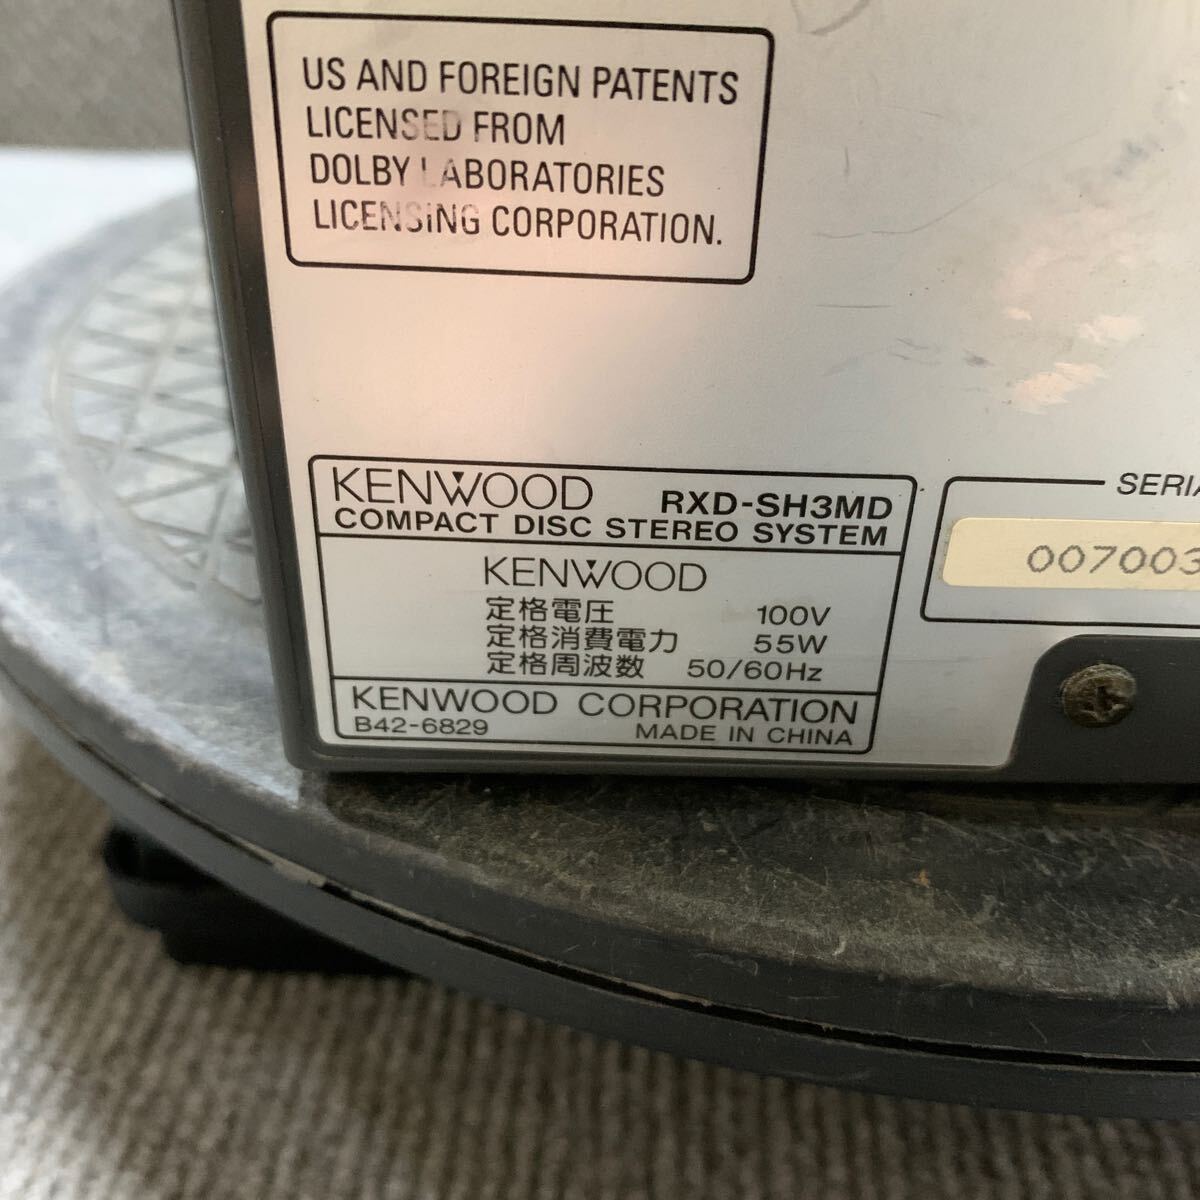 US AND FOREIGN PATENTS
LICENSED FROM
DOLBY LABORATORIES
LICENSING CORPORATION.
KENWOOD RXD-SH3MD
COMPACT DISC STEREO SYSTEM
KENWOOD
定格電圧 100V
定格消費電力 55W
定格周波数 50/60Hz
KENWOOD CORPORATION
B42-6829 MADE IN CHINA
SERIA
007003